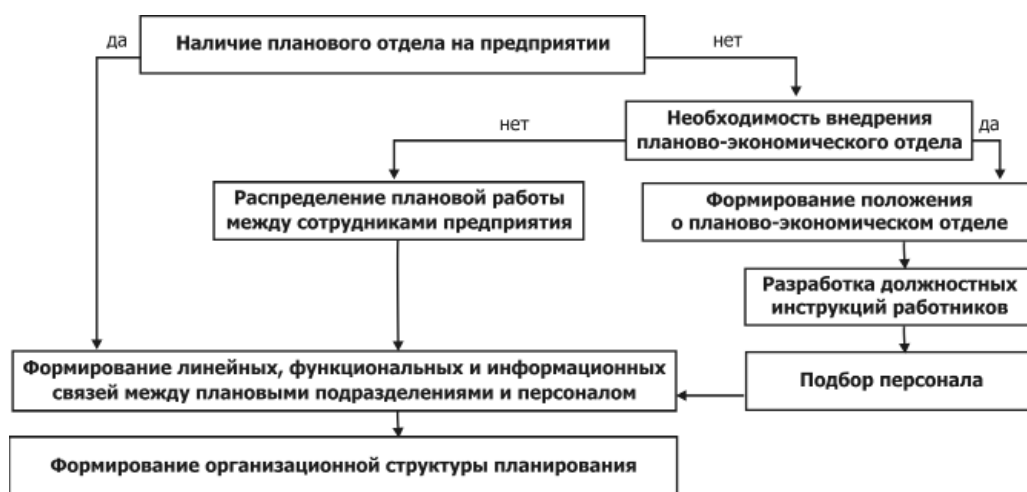 да
Наличие планового отдела на предприятии
нет
нет
Необходимость внедрения
планово-экономического отдела
да
Распределение плановой работы
между сотрудниками предприятия
Формирование положения
о планово-экономическом отделе
Разработка должностных
инструкций работников
Формирование линейных, функциональных и информационных
связей между плановыми подразделениями и персоналом
Подбор персонала
Формирование организационной структуры планирования